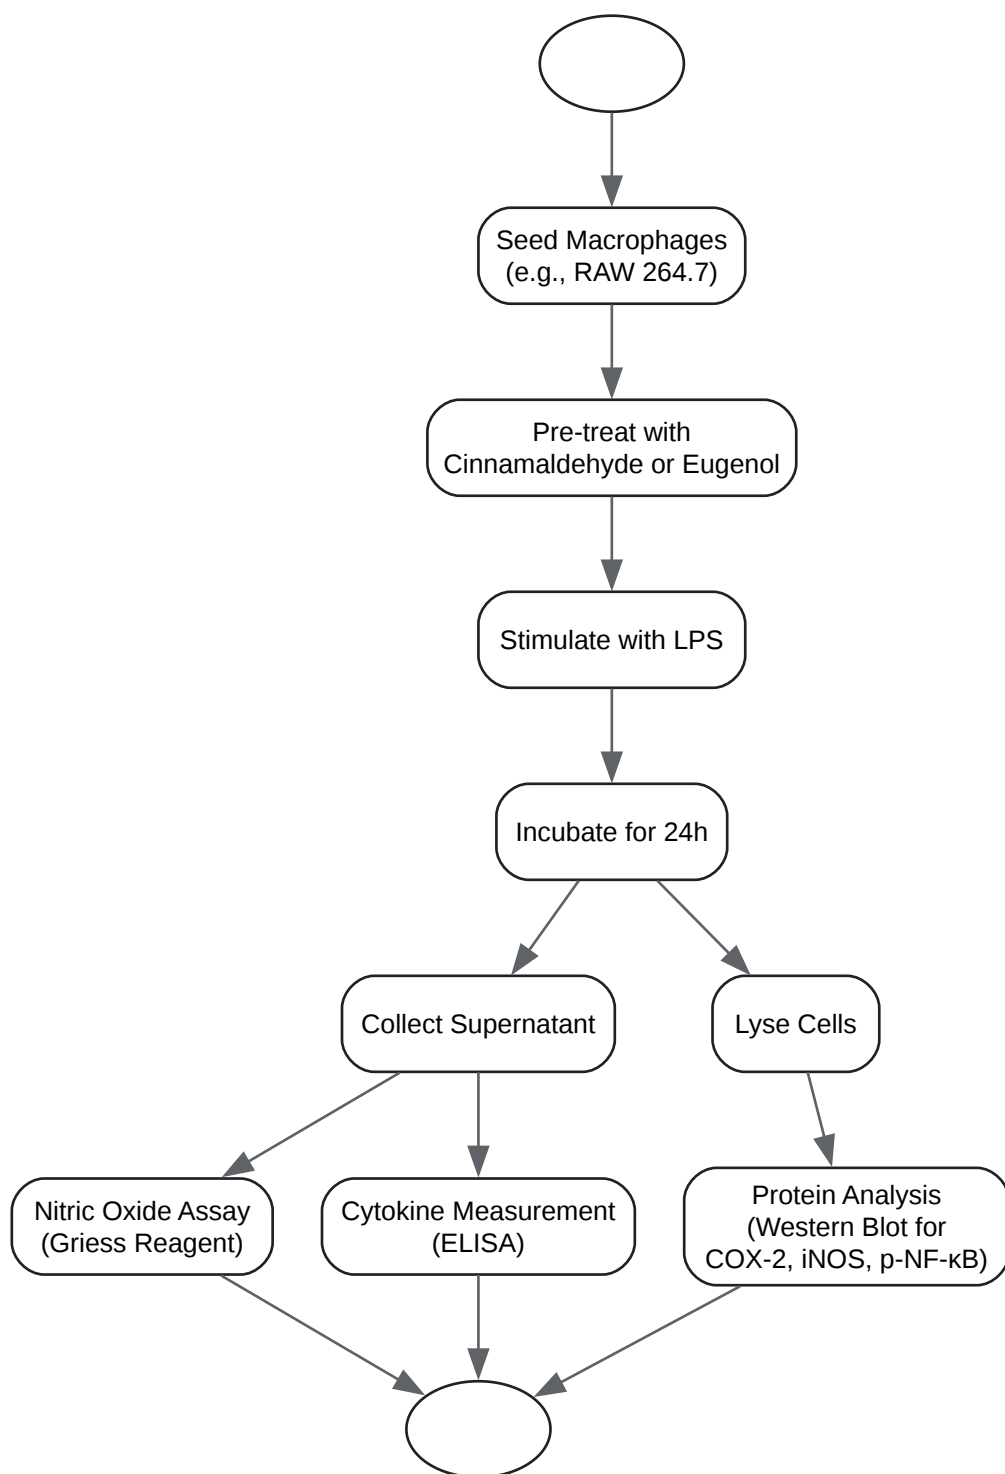 Seed Macrophages
(e.g., RAW 264.7)
Pre-treat with
Cinnamaldehyde or Eugenol
Stimulate with LPS
Incubate for 24h
Collect Supernatant
Lyse Cells
Nitric Oxide Assay
(Griess Reagent)
Cytokine Measurement
(ELISA)
Protein Analysis
(Western Blot for
COX-2, iNOS, p-NF-κB)